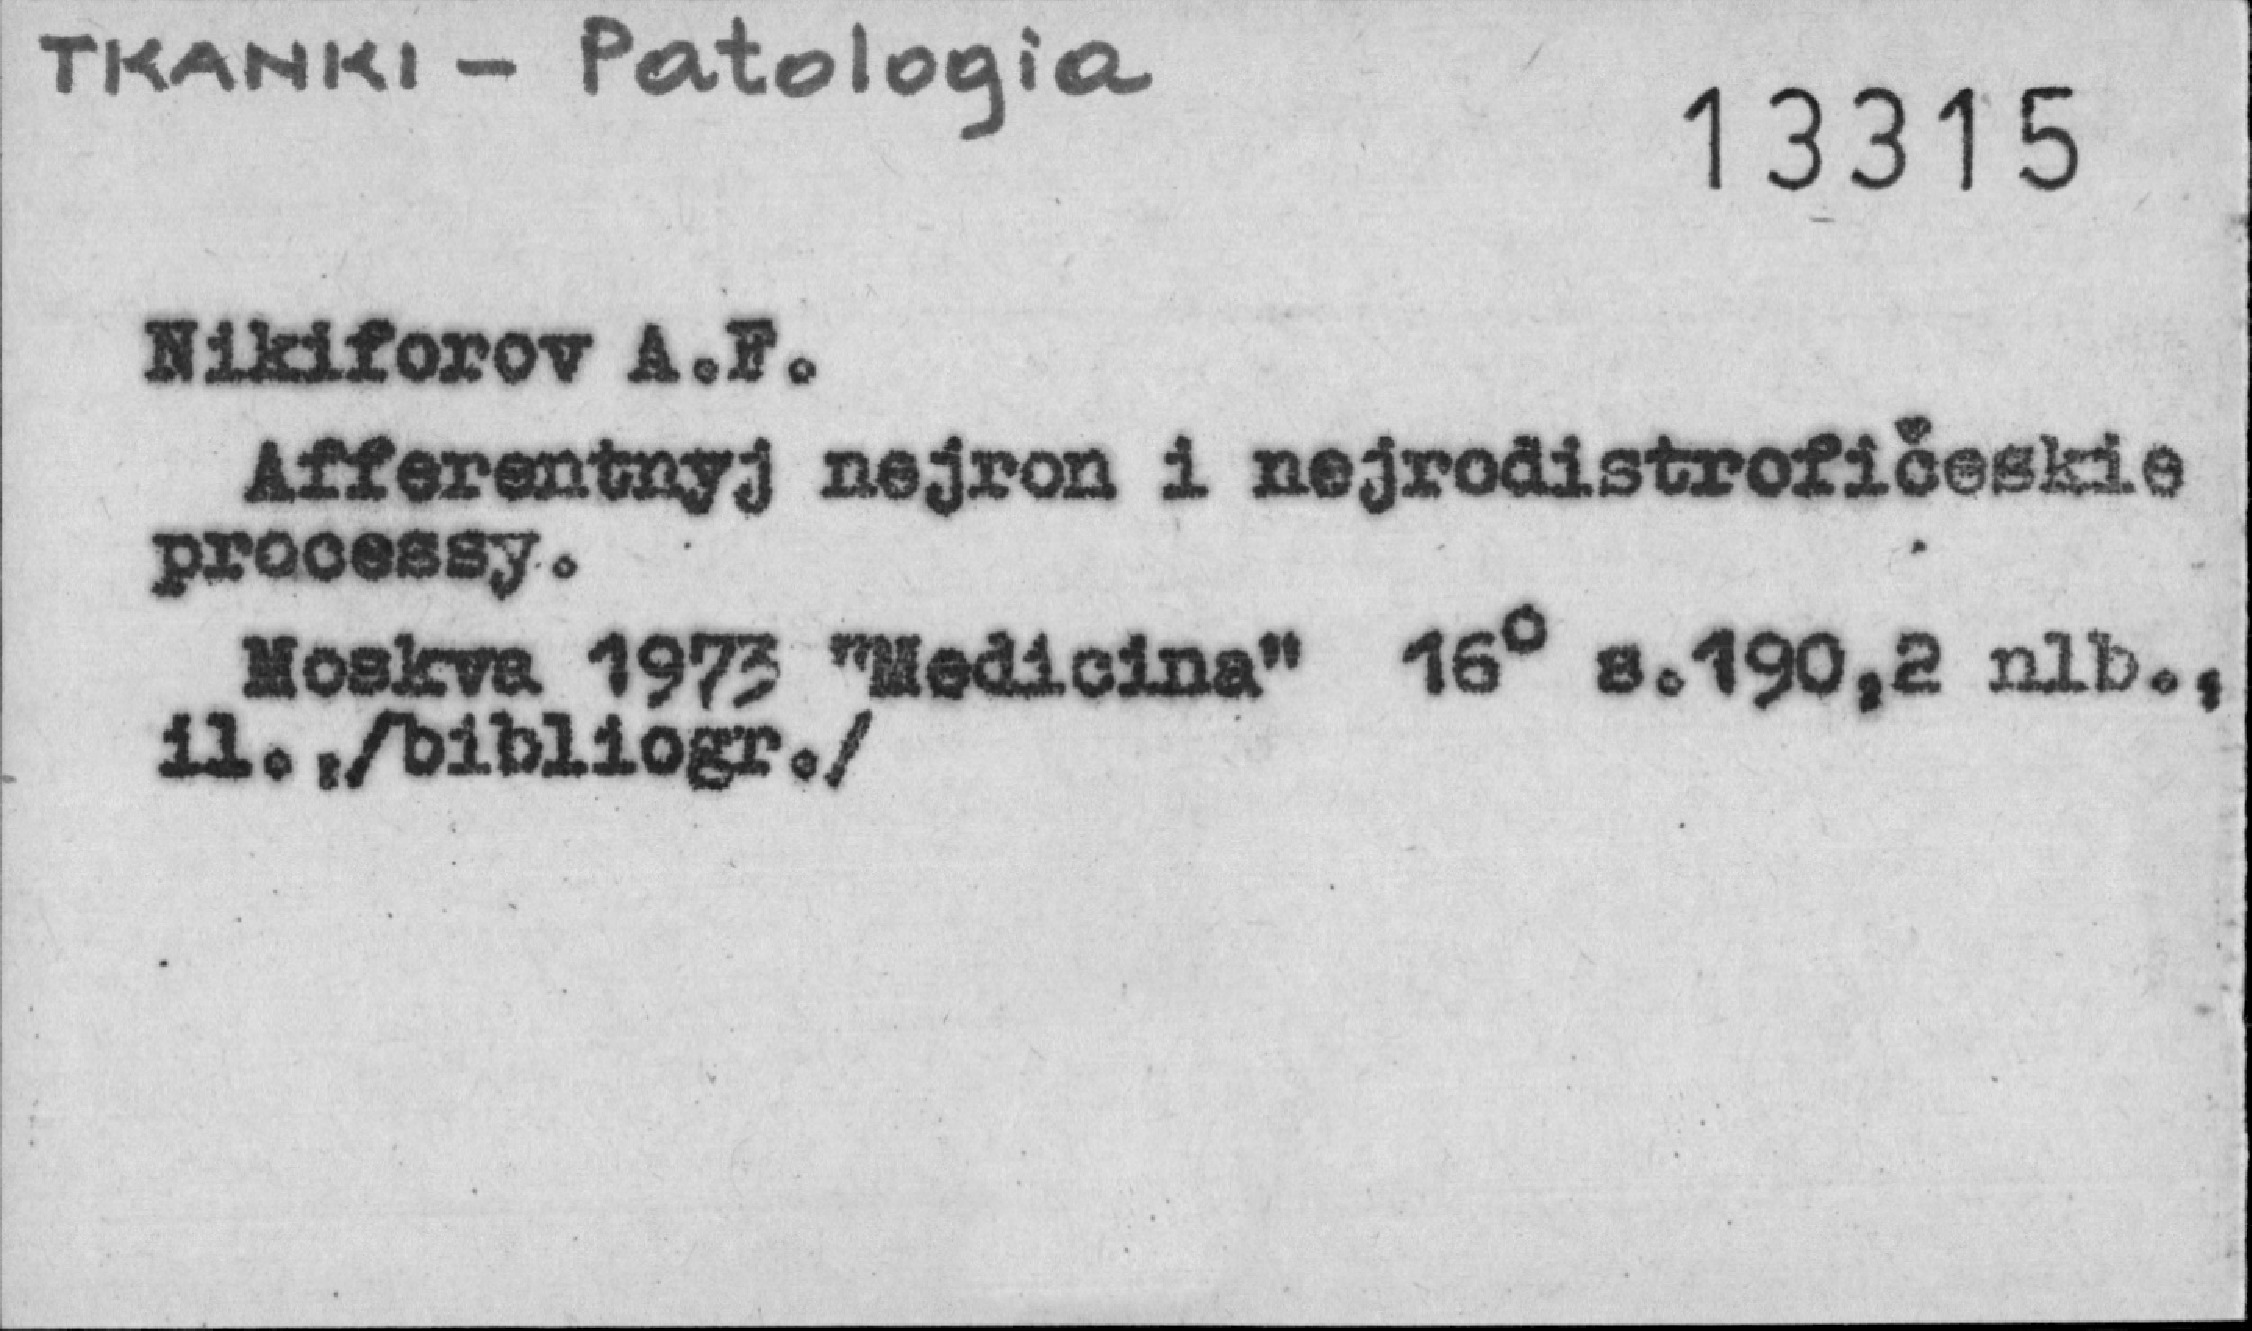 TKANKI - Patologia
13315
Nikiforov A.F.
Afferentnyj nejron i nejrodistrofičeskie
processy.
Moskva 1973 "Medicina" 16° s.190,2 nlb.,
il.,/bibliogr./